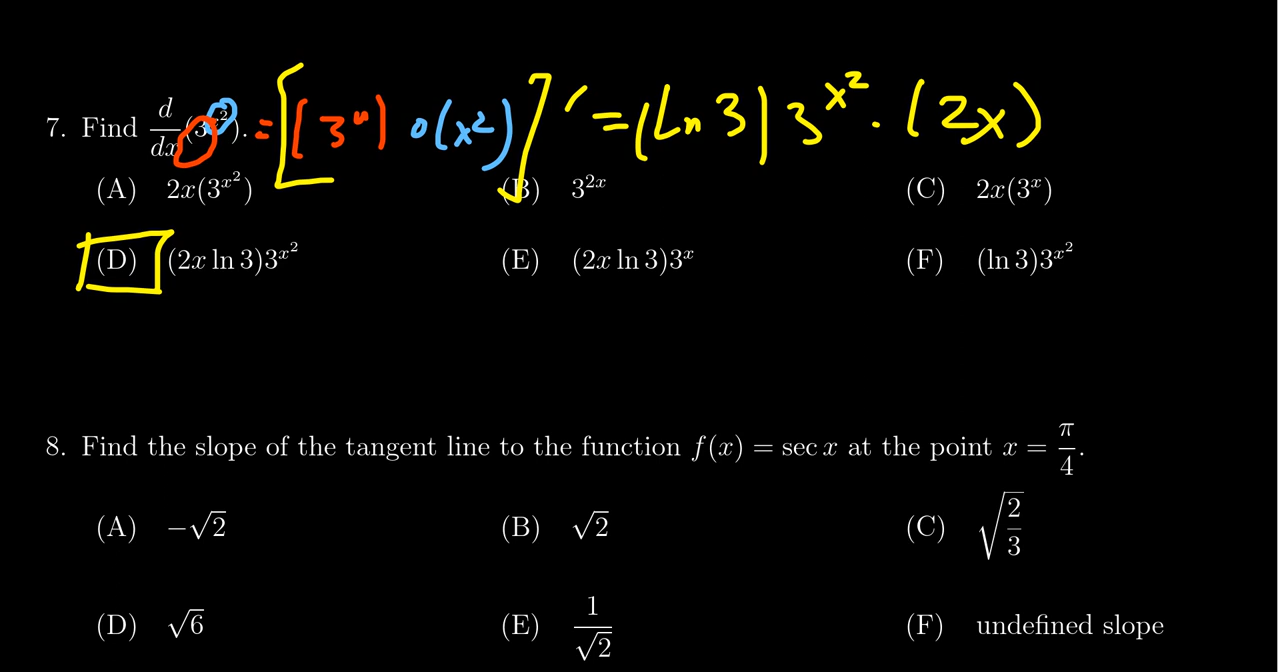 7. Find d/dx (3^{x^2}). = [(3^u) ∘ (x^2)]′ = (ln 3) 3^{x^2} · (2x)
(A) 2x(3^{x^2}) (B) 3^{2x} (C) 2x(3^x)
(D) (2x ln 3)3^{x^2} (E) (2x ln 3)3^x (F) (ln 3)3^{x^2}
8. Find the slope of the tangent line to the function f(x) = sec x at the point x = π/4.
(A) −√2 (B) √2 (C) √(2/3)
(D) √6 (E) 1/√2 (F) undefined slope